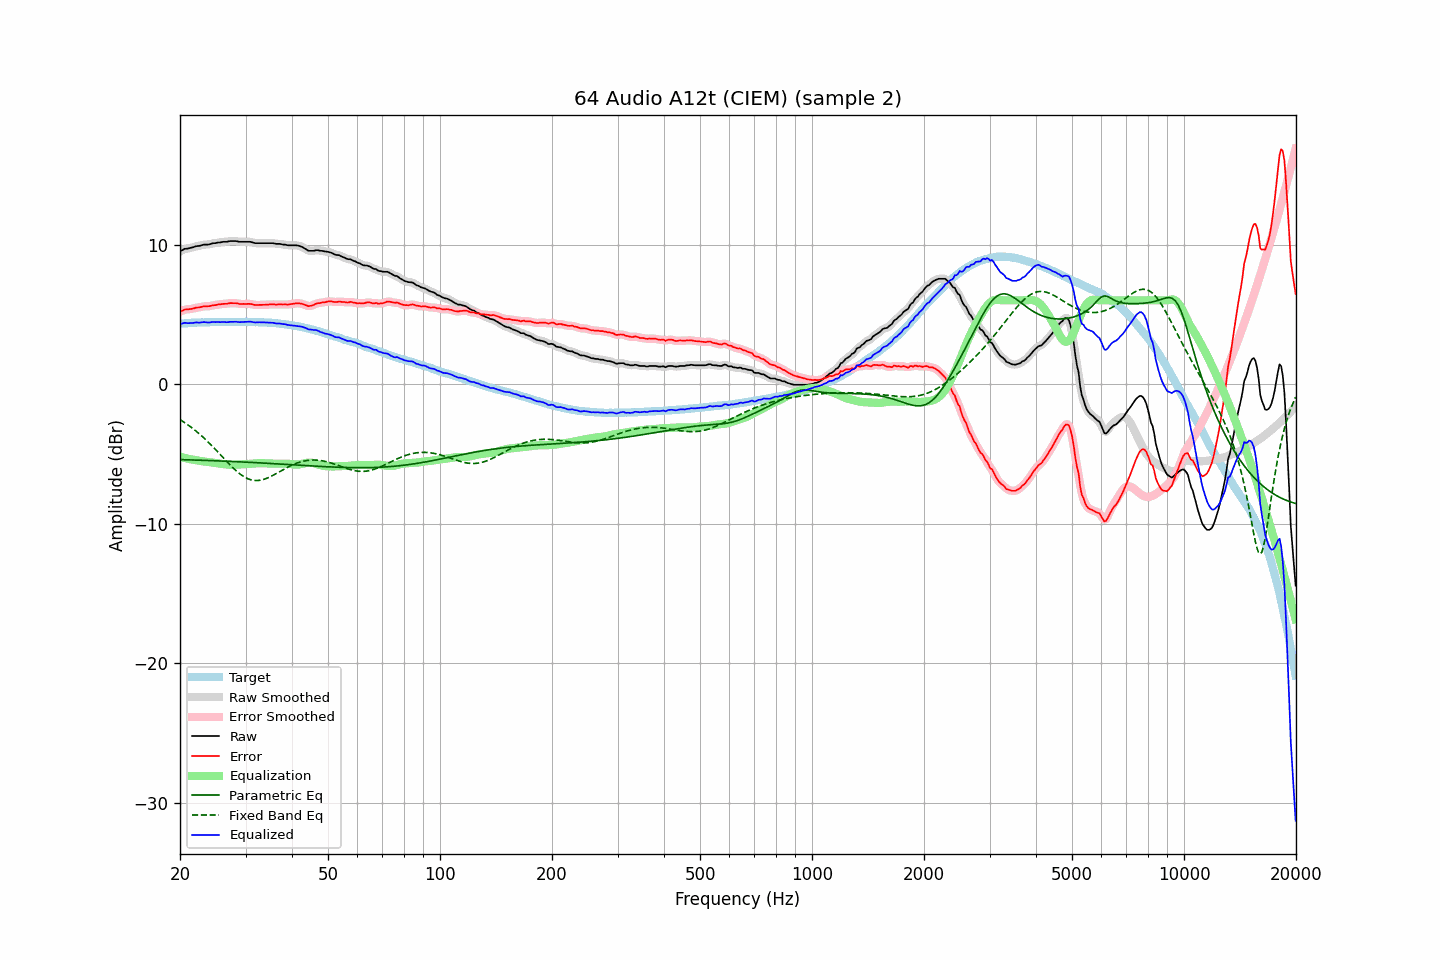 64 Audio A12t (CIEM) (sample 2)
Amplitude (dBr)
10
0
−10
−20
−30
Target
Raw Smoothed
Error Smoothed
Raw
Error
Equalization
Parametric Eq
Fixed Band Eq
Equalized
20 50 100 200 500 1000 2000 5000 10000 20000
Frequency (Hz)